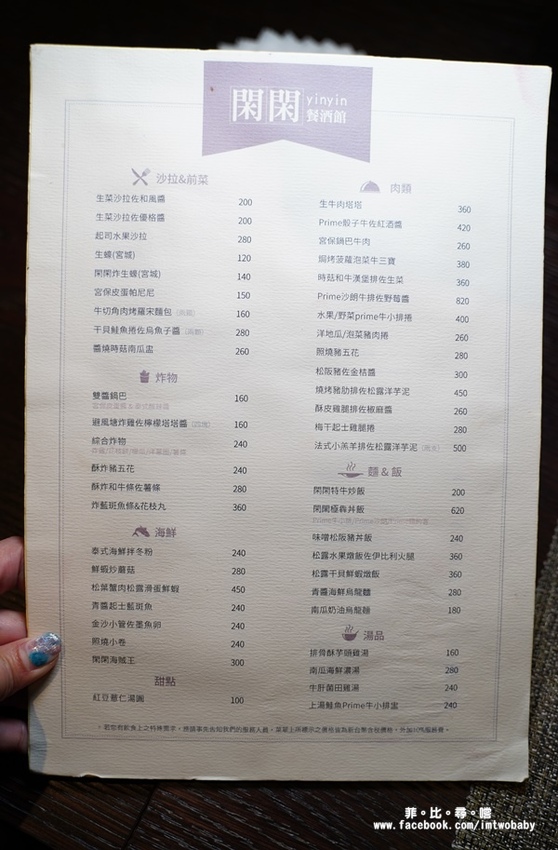 閑閑
yinyin
餐酒館
沙拉&前菜
生菜沙拉佐和風醬 200
生菜沙拉佐優格醬 200
起司水果沙拉 280
生蠔(宮城) 120
閑閑炸生蠔(宮城) 140
宮保皮蛋帕尼尼 150
牛切角肉烤蘿宋麵包 160
干貝鮭魚捲佐烏魚子醬 280
醬燒時菇南瓜盅 260
炸物
雙醬鍋巴 160
避風塘炸雞佐檸檬塔塔醬 160
綜合炸物 240
酥炸豬五花 240
酥炸和牛條佐薯條 280
炸藍斑魚條&花枝丸 360
海鮮
泰式海鮮拌冬粉 240
鮮蝦炒蘑菇 280
松葉蟹肉松露滑蛋鮮蝦 450
青醬起士藍斑魚 240
金沙小管佐墨魚卵 240
照燒小卷 240
閑閑海賊王 300
甜點
紅豆薏仁湯圓 100
肉類
生牛肉塔塔 360
Prime骰子牛佐紅酒醬 420
宮保鍋巴牛肉 260
焗烤菠蘿泡菜牛三寶 380
時菇和牛漢堡排佐生菜 360
Prime沙朗牛排佐野莓醬 820
水果/野菜prime牛小排捲 400
洋地瓜/泡菜豬肉捲 260
照燒豬五花 280
松阪豬佐金桔醬 300
燒烤豬肋排佐松露洋芋泥 450
酥皮雞腿排佐椒麻醬 260
梅干起士雞腿捲 280
法式小羔羊排佐松露洋芋泥 500
麵&飯
閑閑特牛炒飯 200
閑閑極犇丼飯 620
味噌松阪豬丼飯 240
松露水果燉飯佐伊比利火腿 360
松露干貝鮮蝦燉飯 360
青醬海鮮烏龍麵 280
南瓜奶油烏龍麵 180
湯品
排骨酥芋頭雞湯 160
南瓜海鮮濃湯 280
生肝菌田雞湯 240
上湯鮭魚Prime牛小排盅 240
菲。比。尋。嚐
www.facebook.com/imtwobaby